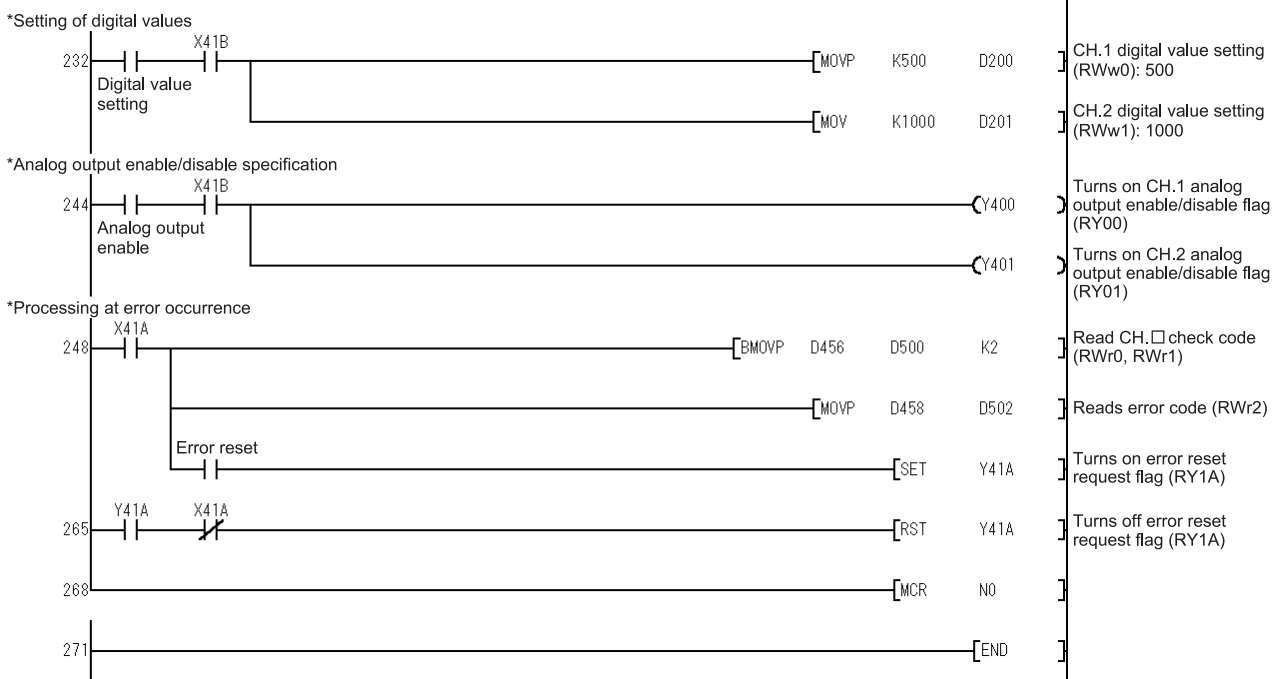 *Setting of digital values
X41B
232
Digital value
setting
MOVP K500 D200
CH.1 digital value setting
(RWw0): 500
MOV K1000 D201
CH.2 digital value setting
(RWw1): 1000
*Analog output enable/disable specification
X41B
244
Analog output
enable
Y400
Turns on CH.1 analog
output enable/disable flag
(RY00)
Y401
Turns on CH.2 analog
output enable/disable flag
(RY01)
*Processing at error occurrence
X41A
248
BMOVP D456 D500 K2
Read CH.□ check code
(RWr0, RWr1)
MOVP D458 D502
Reads error code (RWr2)
Error reset
SET Y41A
Turns on error reset
request flag (RY1A)
Y41A X41A
265
RST Y41A
Turns off error reset
request flag (RY1A)
268
MCR N0
271
END